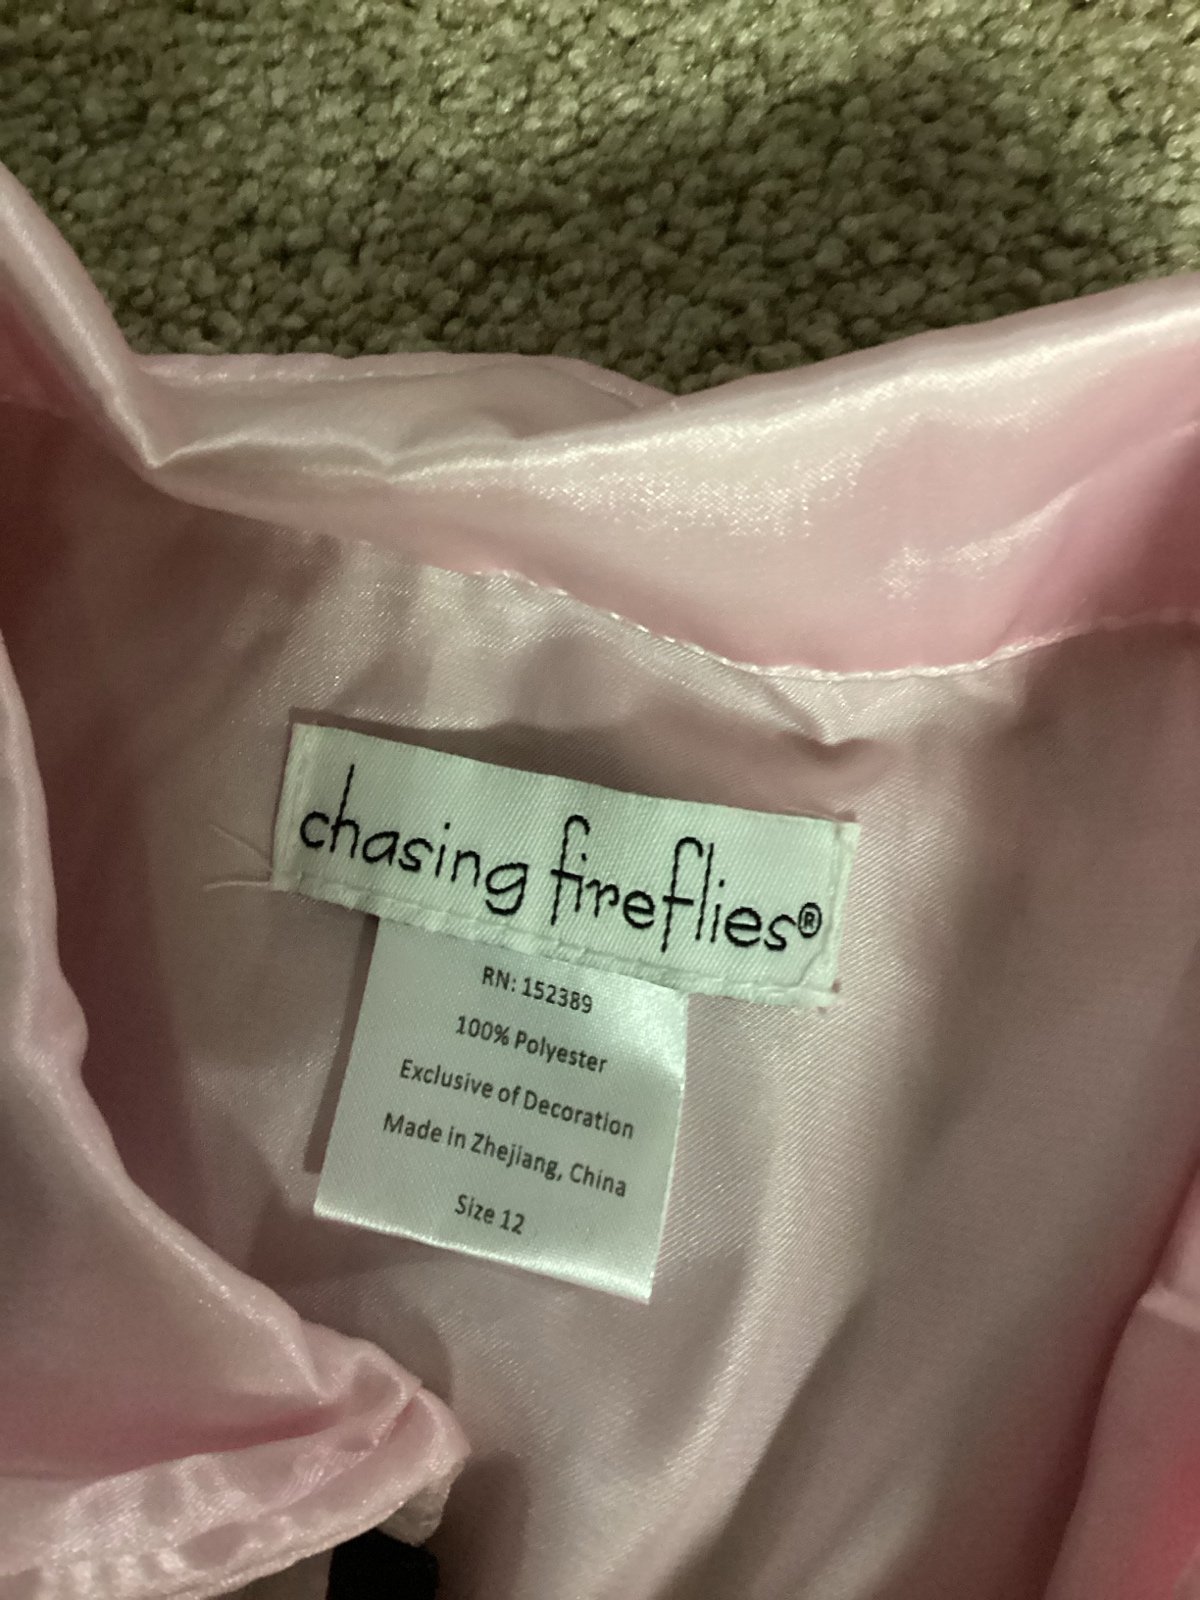 chasing fireflies®
RN: 152389
100% Polyester
Exclusive of Decoration
Made in Zhejiang, China
Size 12